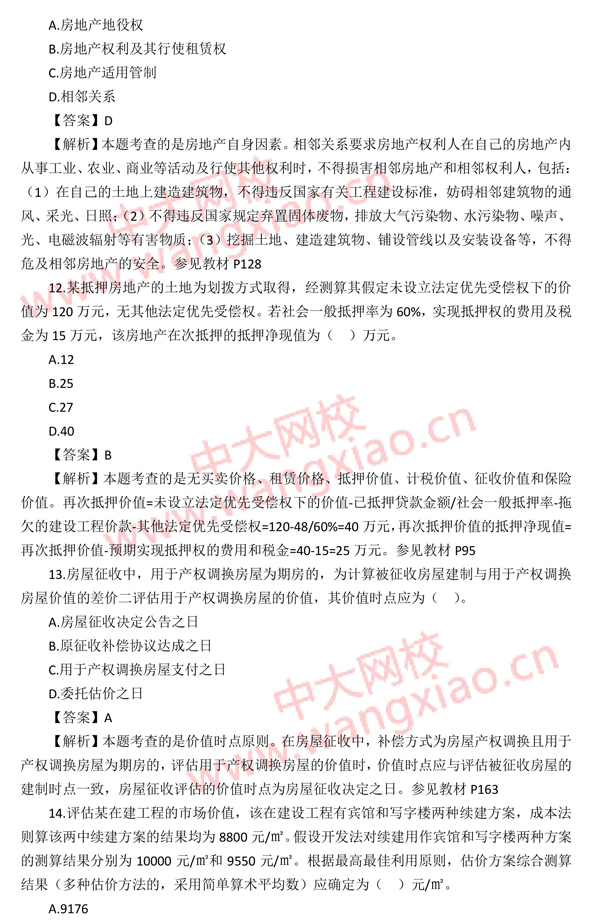 A.房地产地役权
B.房地产权利及其行使租赁权
C.房地产适用管制
D.相邻关系
【答案】D
【解析】本题考查的是房地产自身因素。相邻关系要求房地产权利人在自己的房地产内
从事工业、农业、商业等活动及行使其他权利时，不得损害相邻房地产和相邻权利人，包括：
（1）在自己的土地上建造建筑物，不得违反国家有关工程建设标准，妨碍相邻建筑物的通
风、采光、日照；（2）不得违反国家规定弃置固体废物，排放大气污染物、水污染物、噪声、
光、电磁波辐射等有害物质；（3）挖掘土地、建造建筑物、铺设管线以及安装设备等，不得
危及相邻房地产的安全。参见教材 P128
12.某抵押房地产的土地为划拨方式取得，经测算其假定未设立法定优先受偿权下的价
值为 120 万元，无其他法定优先受偿权。若社会一般抵押率为 60%，实现抵押权的费用及税
金为 15 万元，该房地产在次抵押的抵押净现值为（　）万元。
A.12
B.25
C.27
D.40
【答案】B
【解析】本题考查的是无买卖价格、租赁价格、抵押价值、计税价值、征收价值和保险
价值。再次抵押价值=未设立法定优先受偿权下的价值-已抵押贷款金额/社会一般抵押率-拖
欠的建设工程价款-其他法定优先受偿权=120-48/60%=40 万元，再次抵押价值的抵押净现值=
再次抵押价值-预期实现抵押权的费用和税金=40-15=25 万元。参见教材 P95
13.房屋征收中，用于产权调换房屋为期房的，为计算被征收房屋建制与用于产权调换
房屋价值的差价二评估用于产权调换房屋的价值，其价值时点应为（　）。
A.房屋征收决定公告之日
B.原征收补偿协议达成之日
C.用于产权调换房屋支付之日
D.委托估价之日
【答案】A
【解析】本题考查的是价值时点原则。在房屋征收中，补偿方式为房屋产权调换且用于
产权调换房屋为期房的，评估用于产权调换房屋的价值时，价值时点应与评估被征收房屋的
建制时点一致，房屋征收评估的价值时点为房屋征收决定之日。参见教材 P163
14.评估某在建工程的市场价值，该在建设工程有宾馆和写字楼两种续建方案，成本法
则算该两中续建方案的结果均为 8800 元/㎡。假设开发法对续建用作宾馆和写字楼两种方案
的测算结果分别为 10000 元/㎡和 9550 元/㎡。根据最高最佳利用原则，估价方案综合测算
结果（多种估价方法的，采用简单算术平均数）应确定为（　）元/㎡。
A.9176
中大网校
www.wangxiao.cn
中大网校
www.wangxiao.cn
中大网校
www.wangxiao.cn